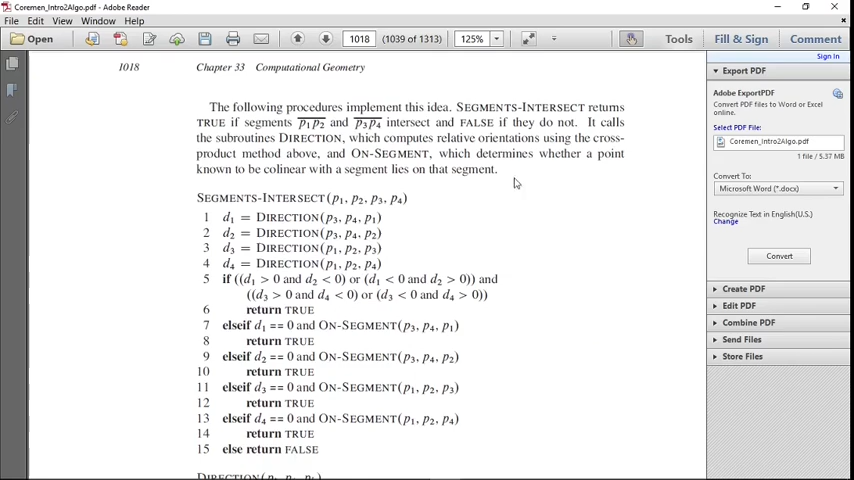 Coremen_Intro2Algo.pdf - Adobe Reader
File Edit View Window Help
Open 1018 (1039 of 1313) 125% Tools Fill & Sign Comment
Sign In
Export PDF
Adobe ExportPDF
Convert PDF files to Word or Excel online.
Select PDF File:
Coremen_Intro2Algo.pdf
1 file / 5.37 MB
Convert To:
Microsoft Word (*.docx)
Recognize Text in English(U.S.)
Change
Convert
Create PDF
Edit PDF
Combine PDF
Send Files
Store Files
1018 Chapter 33 Computational Geometry
The following procedures implement this idea. SEGMENTS-INTERSECT returns
TRUE if segments p1p2 and p3p4 intersect and FALSE if they do not. It calls
the subroutines DIRECTION, which computes relative orientations using the cross-
product method above, and ON-SEGMENT, which determines whether a point
known to be colinear with a segment lies on that segment.
SEGMENTS-INTERSECT(p1, p2, p3, p4)
1 d1 = DIRECTION(p3, p4, p1)
2 d2 = DIRECTION(p3, p4, p2)
3 d3 = DIRECTION(p1, p2, p3)
4 d4 = DIRECTION(p1, p2, p4)
5 if ((d1 > 0 and d2 < 0) or (d1 < 0 and d2 > 0)) and
((d3 > 0 and d4 < 0) or (d3 < 0 and d4 > 0))
6 return TRUE
7 elseif d1 == 0 and ON-SEGMENT(p3, p4, p1)
8 return TRUE
9 elseif d2 == 0 and ON-SEGMENT(p3, p4, p2)
10 return TRUE
11 elseif d3 == 0 and ON-SEGMENT(p1, p2, p3)
12 return TRUE
13 elseif d4 == 0 and ON-SEGMENT(p1, p2, p4)
14 return TRUE
15 else return FALSE